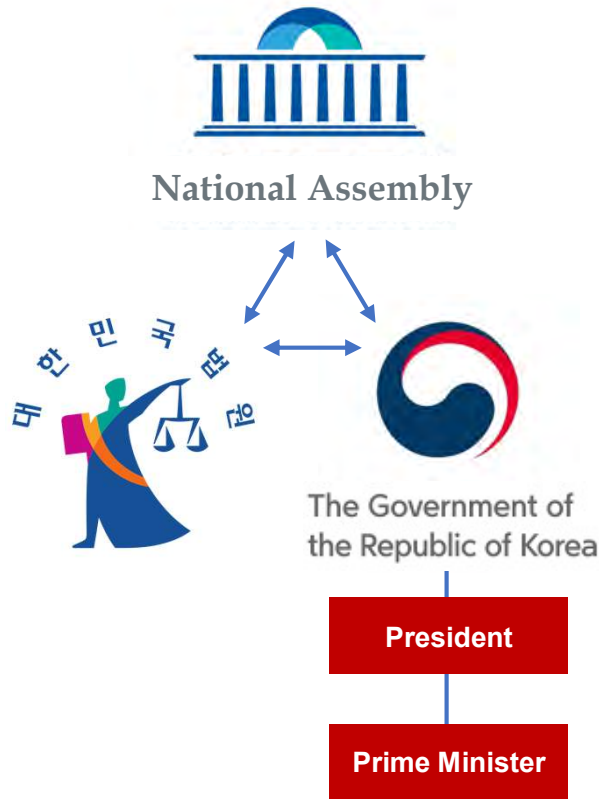 National Assembly
대한민국법원
The Government of
the Republic of Korea
President
Prime Minister